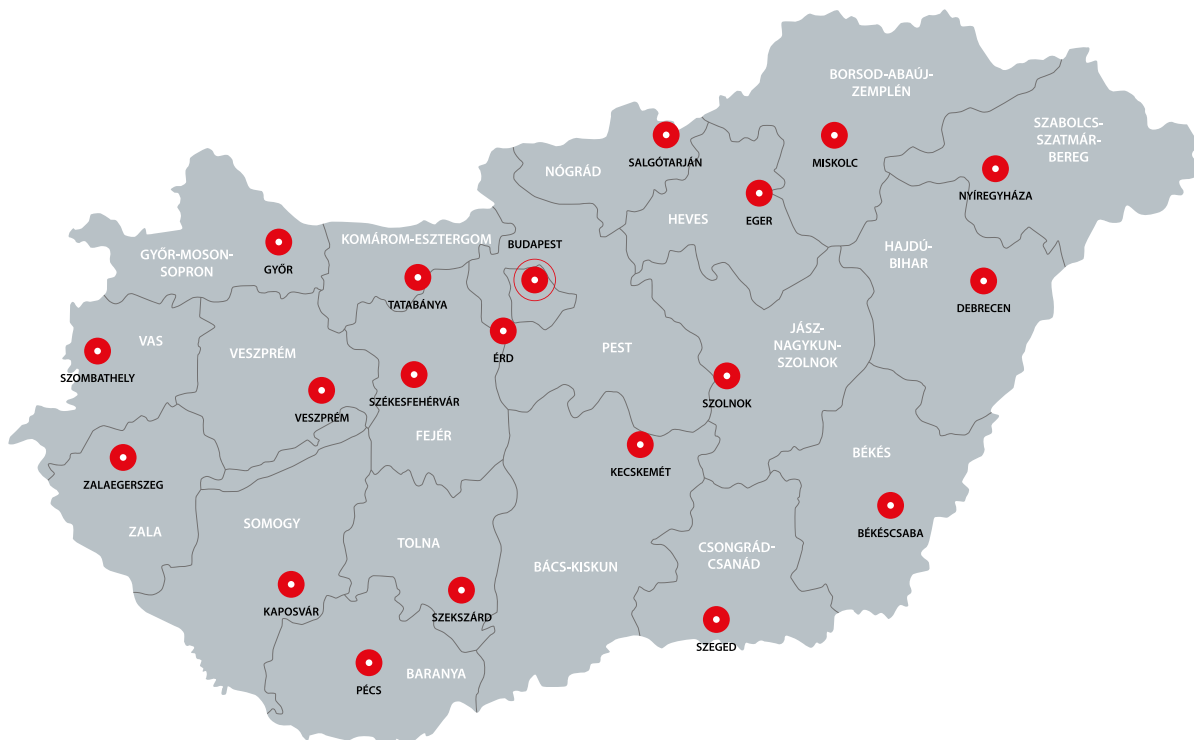 BORSOD-ABAÚJ-
ZEMPLÉN
SZABOLCS-
SZATMÁR-
BEREG
MISKOLC
SALGÓTARJÁN
NÓGRÁD
NYÍREGYHÁZA
HEVES
EGER
KOMÁROM-ESZTERGOM
BUDAPEST
HAJDÚ-
BIHAR
GYŐR-MOSON-
SOPRON
GYŐR
TATABÁNYA
DEBRECEN
VAS
VESZPRÉM
ÉRD
PEST
JÁSZ-
NAGYKUN-
SZOLNOK
SZOMBATHELY
SZÉKESFEHÉRVÁR
SZOLNOK
VESZPRÉM
FEJÉR
BÉKÉS
KECSKEMÉT
ZALAEGERSZEG
ZALA
SOMOGY
TOLNA
BÁCS-KISKUN
CSONGRÁD-
CSANÁD
BÉKÉSCSABA
KAPOSVÁR
SZEKSZÁRD
SZEGED
BARANYA
PÉCS